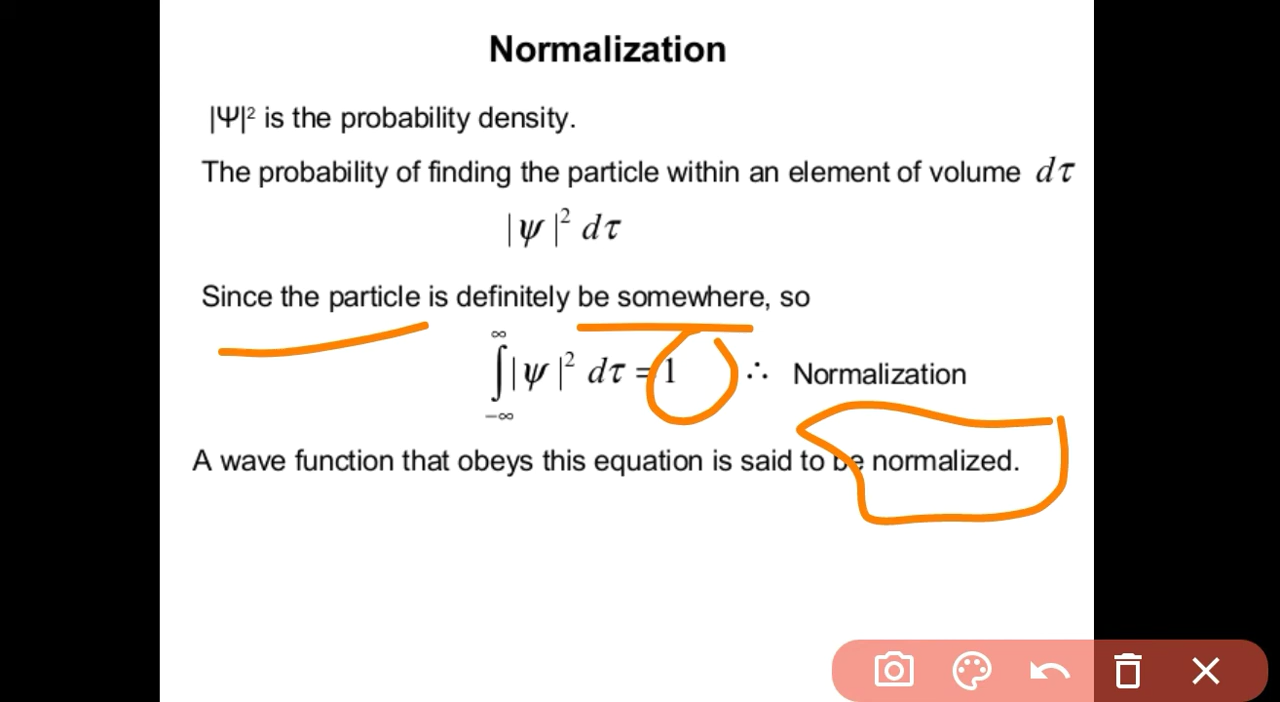 Normalization
|Ψ|² is the probability density.
The probability of finding the particle within an element of volume dτ
|ψ|² dτ
Since the particle is definitely be somewhere, so
∫_{-∞}^{∞} |ψ|² dτ = 1 ∴ Normalization
A wave function that obeys this equation is said to be normalized.